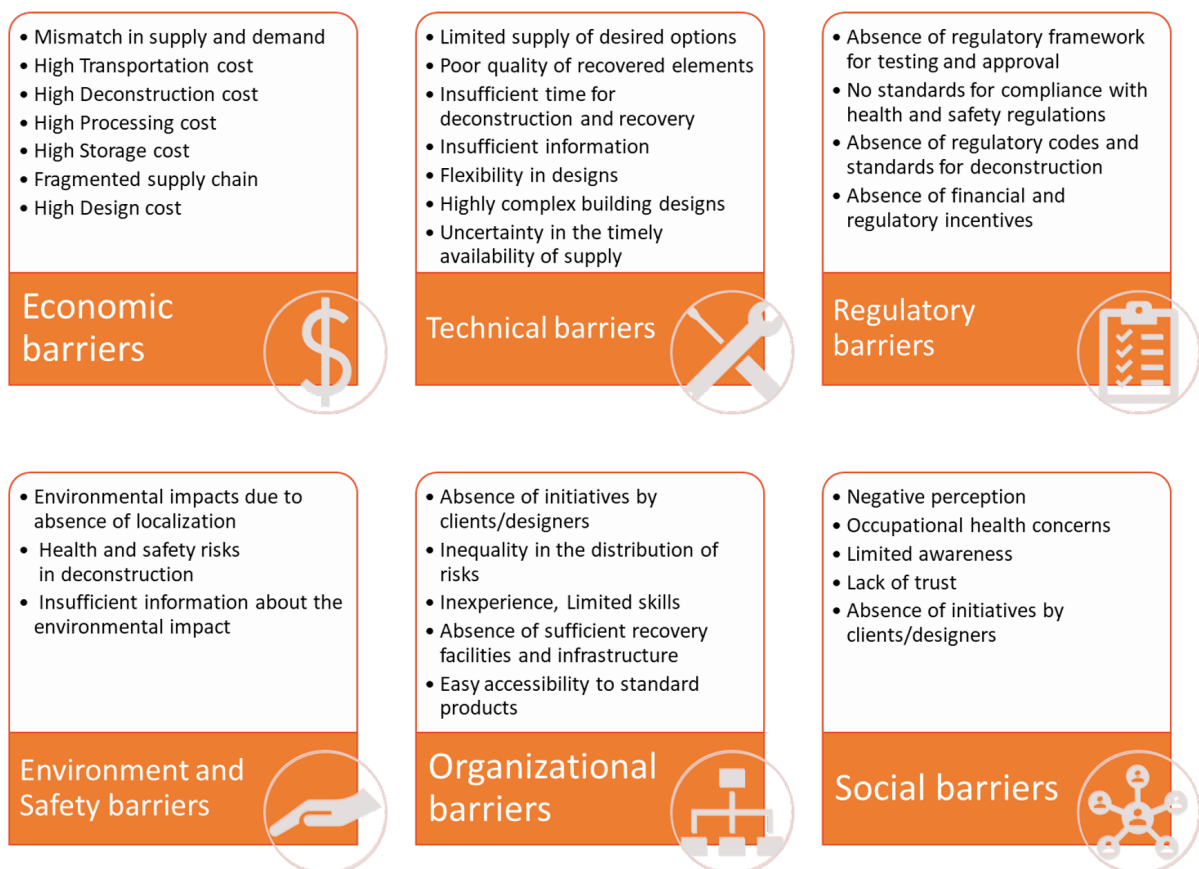 • Mismatch in supply and demand
• High Transportation cost
• High Deconstruction cost
• High Processing cost
• High Storage cost
• Fragmented supply chain
• High Design cost
Economic
barriers
• Limited supply of desired options
• Poor quality of recovered elements
• Insufficient time for
deconstruction and recovery
• Insufficient information
• Flexibility in designs
• Highly complex building designs
• Uncertainty in the timely
availability of supply
Technical barriers
• Absence of regulatory framework
for testing and approval
• No standards for compliance with
health and safety regulations
• Absence of regulatory codes and
standards for deconstruction
• Absence of financial and
regulatory incentives
Regulatory
barriers
• Environmental impacts due to
absence of localization
• Health and safety risks
in deconstruction
• Insufficient information about the
environmental impact
Environment and
Safety barriers
• Absence of initiatives by
clients/designers
• Inequality in the distribution of
risks
• Inexperience, Limited skills
• Absence of sufficient recovery
facilities and infrastructure
• Easy accessibility to standard
products
Organizational
barriers
• Negative perception
• Occupational health concerns
• Limited awareness
• Lack of trust
• Absence of initiatives by
clients/designers
Social barriers